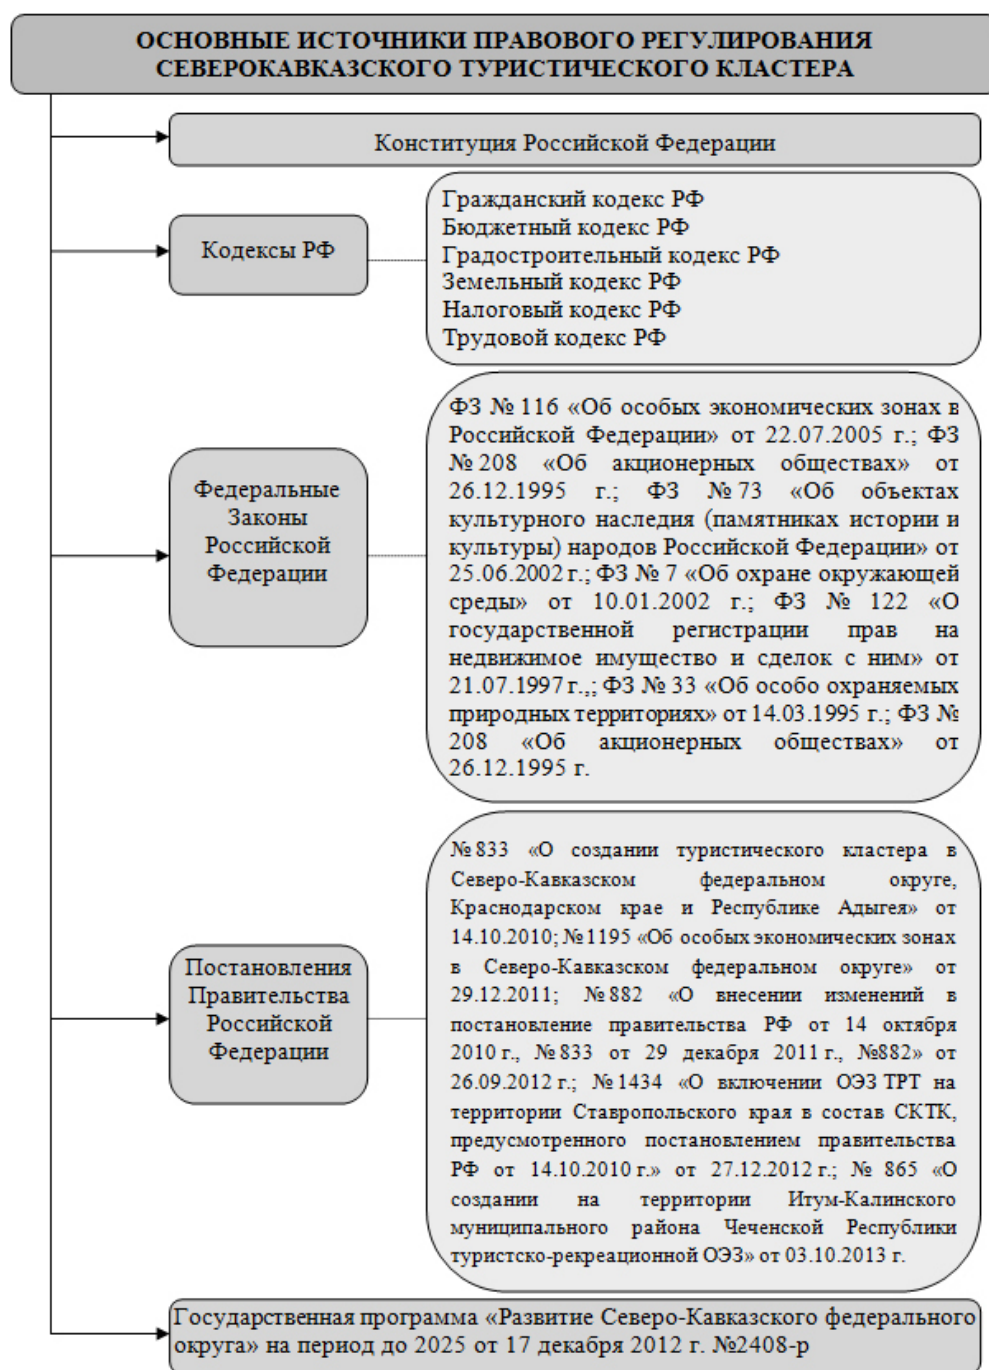 ОСНОВНЫЕ ИСТОЧНИКИ ПРАВОВОГО РЕГУЛИРОВАНИЯ
СЕВЕРОКАВКАЗСКОГО ТУРИСТИЧЕСКОГО КЛАСТЕРА
Конституция Российской Федерации
Кодексы РФ
Гражданский кодекс РФ
Бюджетный кодекс РФ
Градостроительный кодекс РФ
Земельный кодекс РФ
Налоговый кодекс РФ
Трудовой кодекс РФ
Федеральные
Законы
Российской
Федерации
ФЗ № 116 «Об особых экономических зонах в
Российской Федерации» от 22.07.2005 г.; ФЗ
№ 208 «Об акционерных обществах» от
26.12.1995 г.; ФЗ № 73 «Об объектах
культурного наследия (памятниках истории и
культуры) народов Российской Федерации» от
25.06.2002 г.; ФЗ № 7 «Об охране окружающей
среды» от 10.01.2002 г.; ФЗ № 122 «О
государственной регистрации прав на
недвижимое имущество и сделок с ним» от
21.07.1997 г.,; ФЗ № 33 «Об особо охраняемых
природных территориях» от 14.03.1995 г.; ФЗ №
208 «Об акционерных обществах» от
26.12.1995 г.
Постановления
Правительства
Российской
Федерации
№ 833 «О создании туристического кластера в
Северо-Кавказском федеральном округе,
Краснодарском крае и Республике Адыгея» от
14.10.2010; №1195 «Об особых экономических зонах
в Северо-Кавказском федеральном округе» от
29.12.2011; № 882 «О внесении изменений в
постановление правительства РФ от 14 октября
2010 г., № 833 от 29 декабря 2011 г., №882» от
26.09.2012 г.; № 1434 «О включении ОЭЗ ТРТ на
территории Ставропольского края в состав СКТК,
предусмотренного постановлением правительства
РФ от 14.10.2010 г.» от 27.12.2012 г.; № 865 «О
создании на территории Итум-Калинского
муниципального района Чеченской Республики
туристско-рекреационной ОЭЗ» от 03.10.2013 г.
Государственная программа «Развитие Северо-Кавказского федерального
округа» на период до 2025 от 17 декабря 2012 г. №2408-р